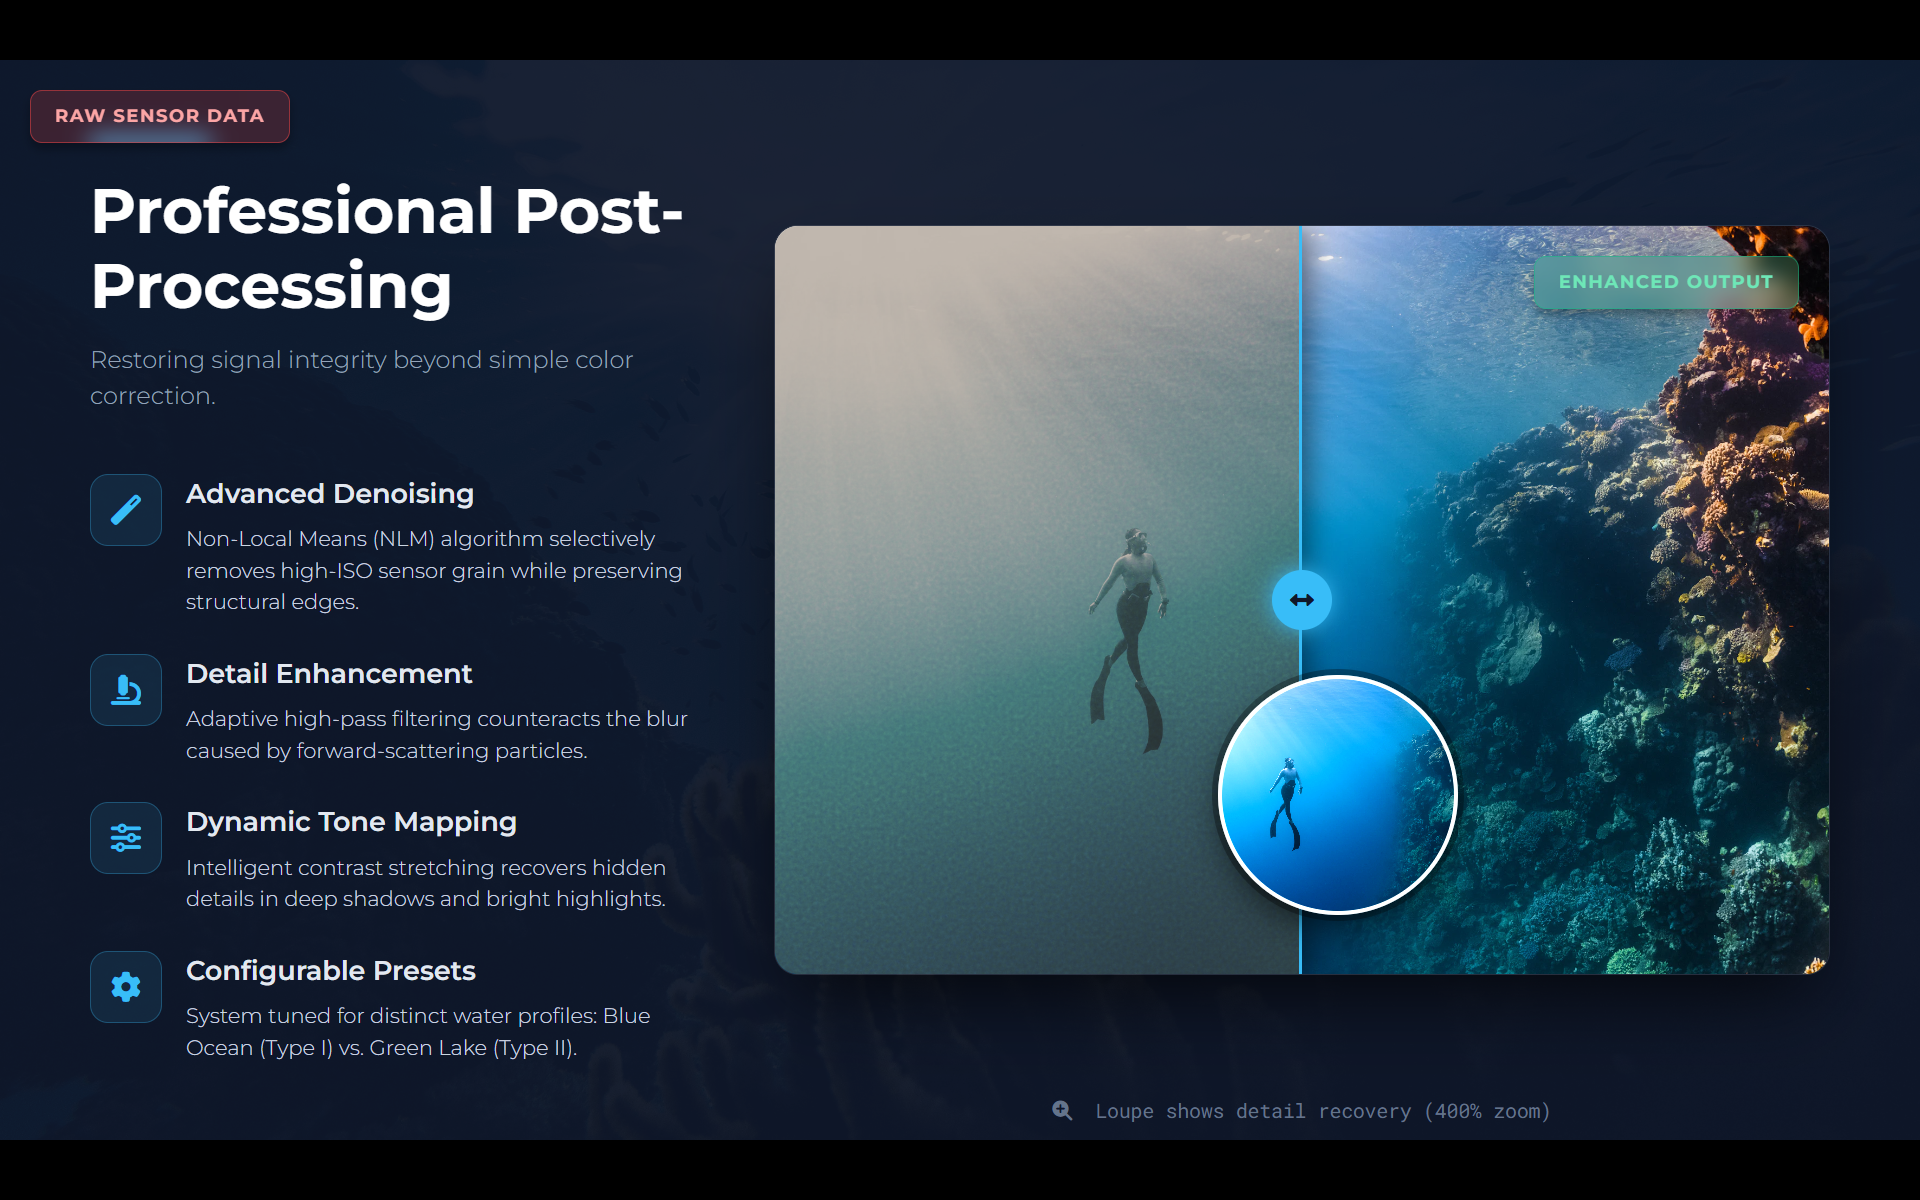 RAW SENSOR DATA
Professional Post-
Processing
Restoring signal integrity beyond simple color
correction.
Advanced Denoising
Non-Local Means (NLM) algorithm selectively
removes high-ISO sensor grain while preserving
structural edges.
Detail Enhancement
Adaptive high-pass filtering counteracts the blur
caused by forward-scattering particles.
Dynamic Tone Mapping
Intelligent contrast stretching recovers hidden
details in deep shadows and bright highlights.
Configurable Presets
System tuned for distinct water profiles: Blue
Ocean (Type I) vs. Green Lake (Type II).
ENHANCED OUTPUT
Loupe shows detail recovery (400% zoom)